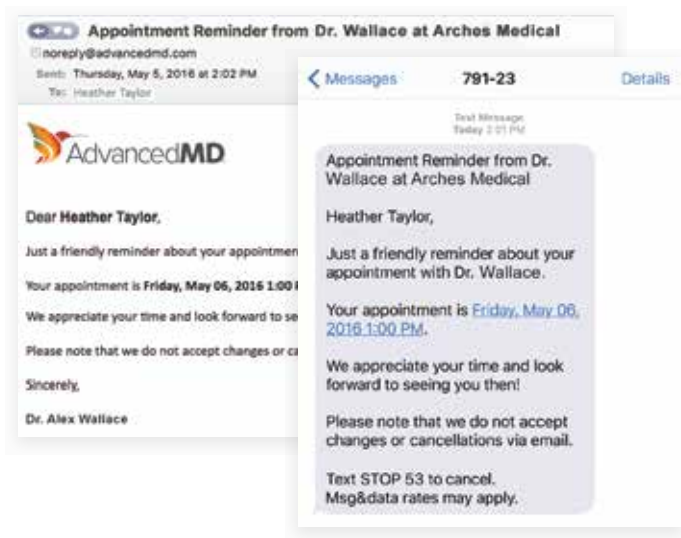 Appointment Reminder from Dr. Wallace at Arches Medical
noreply@advancedmd.com
Sent: Thursday, May 5, 2016 at 2:02 PM
To: Heather Taylor
AdvancedMD
Dear Heather Taylor,
Just a friendly reminder about your appointmen
Your appointment is Friday, May 06, 2016 1:00
We appreciate your time and look forward to se
Please note that we do not accept changes or ca
Sincerely,
Dr. Alex Wallace
Messages
791-23
Details
Text Message
Today 2:01 PM
Appointment Reminder from Dr.
Wallace at Arches Medical
Heather Taylor,
Just a friendly reminder about your
appointment with Dr. Wallace.
Your appointment is Friday, May 06,
2016 1:00 PM.
We appreciate your time and look
forward to seeing you then!
Please note that we do not accept
changes or cancellations via email.
Text STOP 53 to cancel.
Msg&data rates may apply.